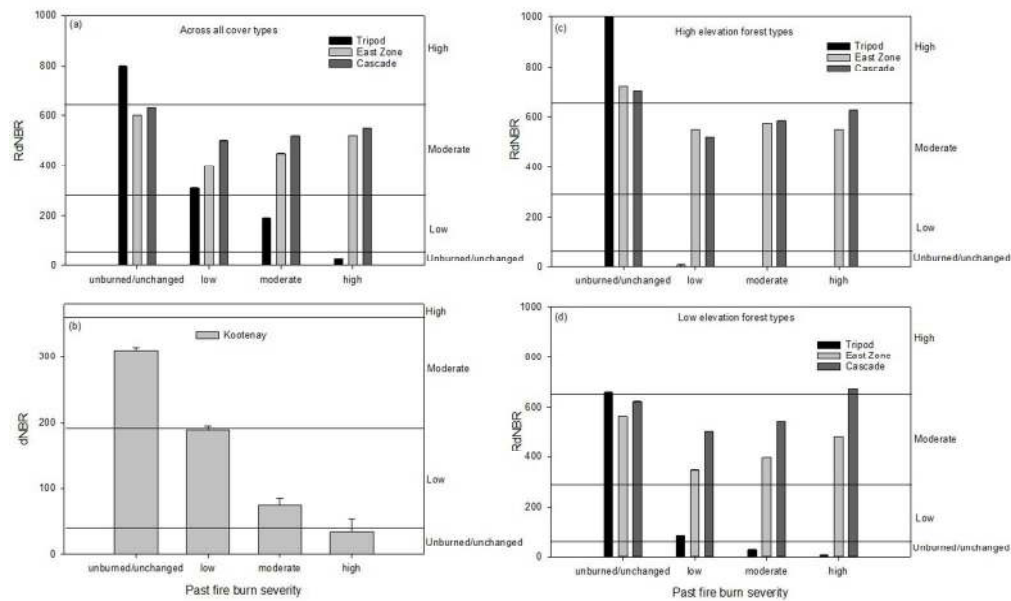 (a)
Across all cover types
Tripod
East Zone
Cascade
1000
800
600
400
200
0
RdNBR
High
Moderate
Low
Unburned/unchanged
unburned/unchanged low moderate high
(b)
Kootenay
300
200
100
0
dNBR
High
Moderate
Low
Unburned/unchanged
unburned/unchanged low moderate high
Past fire burn severity
(c)
High elevation forest types
Tripod
East Zone
Cascade
1000
800
600
400
200
0
RdNBR
High
Moderate
Low
Unburned/unchanged
unburned/unchanged low moderate high
(d)
Low elevation forest types
Tripod
East Zone
Cascade
1000
800
600
400
200
0
RdNBR
High
Moderate
Low
Unburned/unchanged
unburned/unchanged low moderate high
Past fire burn severity